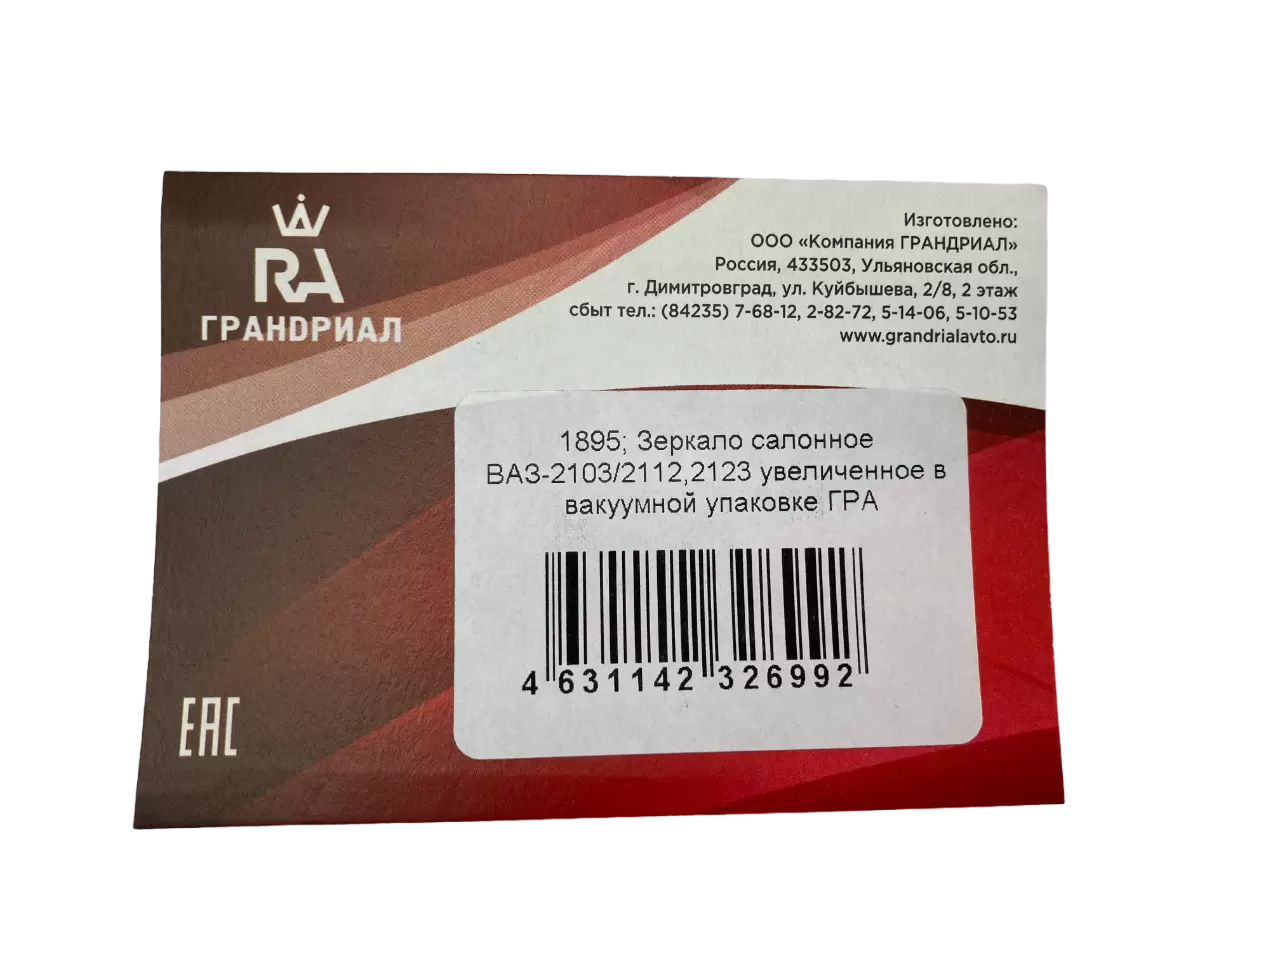 RA
ГРАНДРИАЛ
Изготовлено:
ООО «Компания ГРАНДРИАЛ»
Россия, 433503, Ульяновская обл.,
г. Димитровград, ул. Куйбышева, 2/8, 2 этаж
сбыт тел.: (84235) 7-68-12, 2-82-72, 5-14-06, 5-10-53
www.grandrialavto.ru
1895; Зеркало салонное
ВАЗ-2103/2112,2123 увеличенное в
вакуумной упаковке ГРА
4 631142 326992
EAC